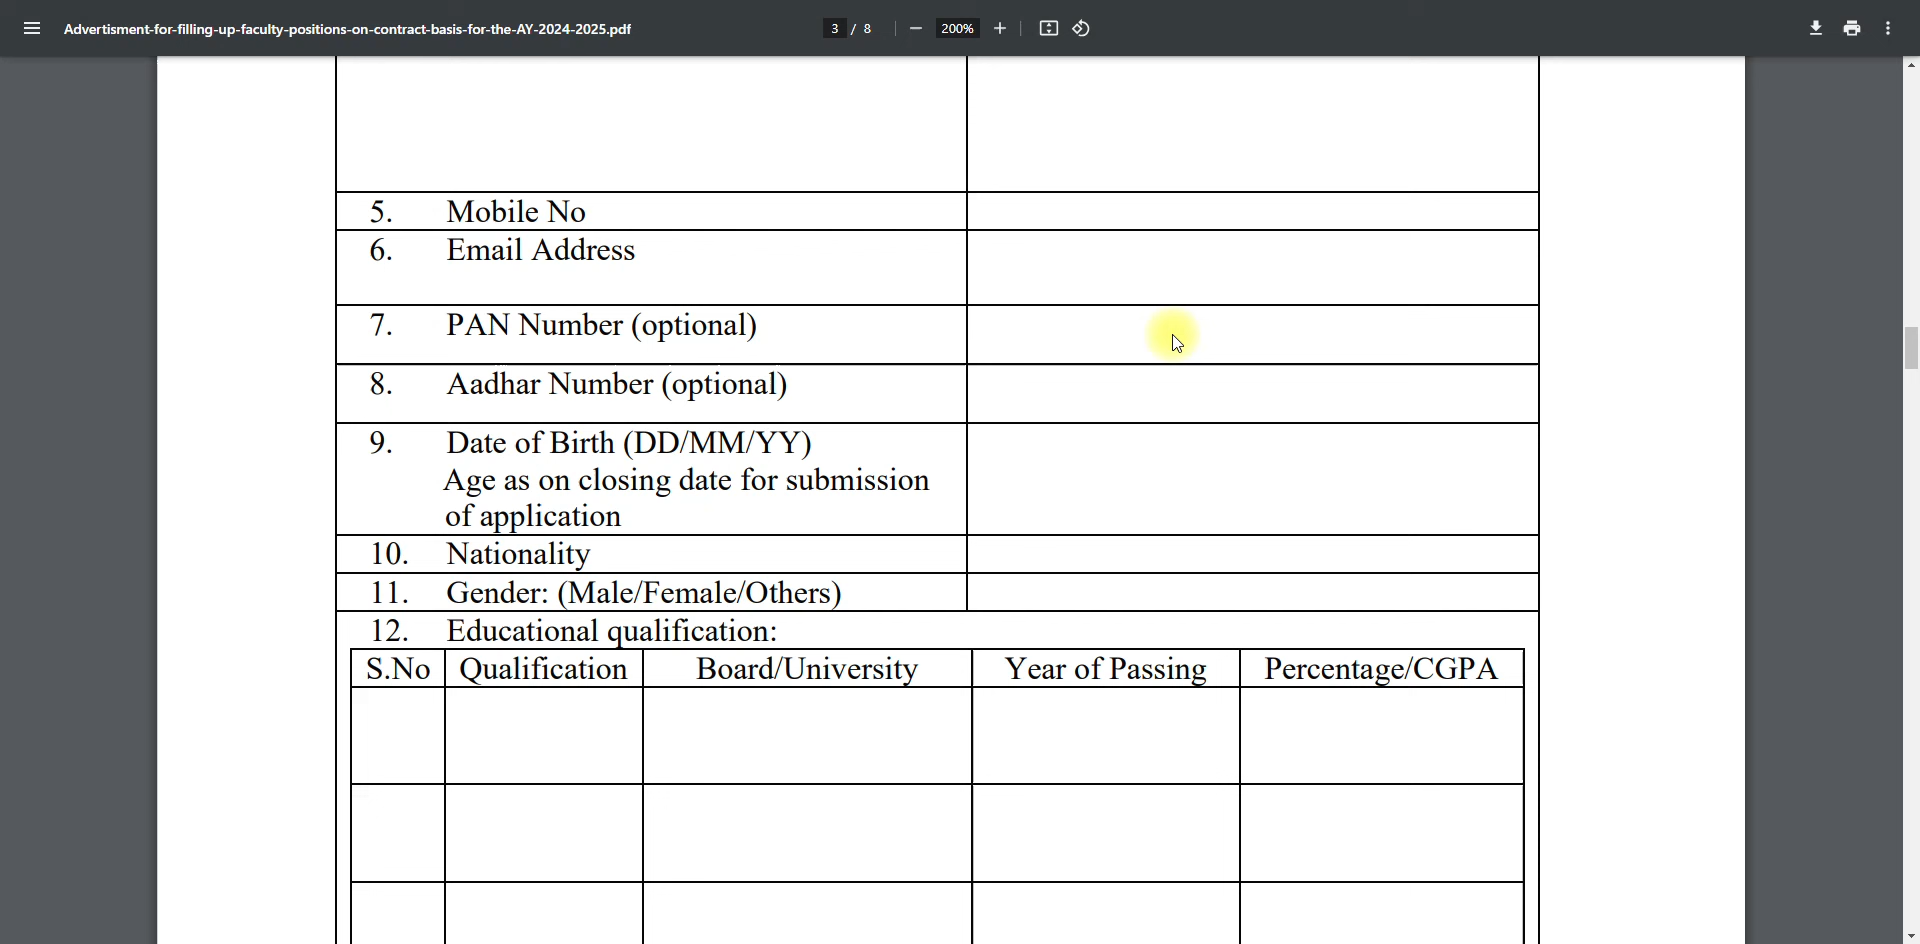 Advertisment-for-filling-up-faculty-positions-on-contract-basis-for-the-AY-2024-2025.pdf 3 / 8 200%
5. Mobile No
6. Email Address
7. PAN Number (optional)
8. Aadhar Number (optional)
9. Date of Birth (DD/MM/YY)
Age as on closing date for submission
of application
10. Nationality
11. Gender: (Male/Female/Others)
12. Educational qualification:
S.No Qualification Board/University Year of Passing Percentage/CGPA